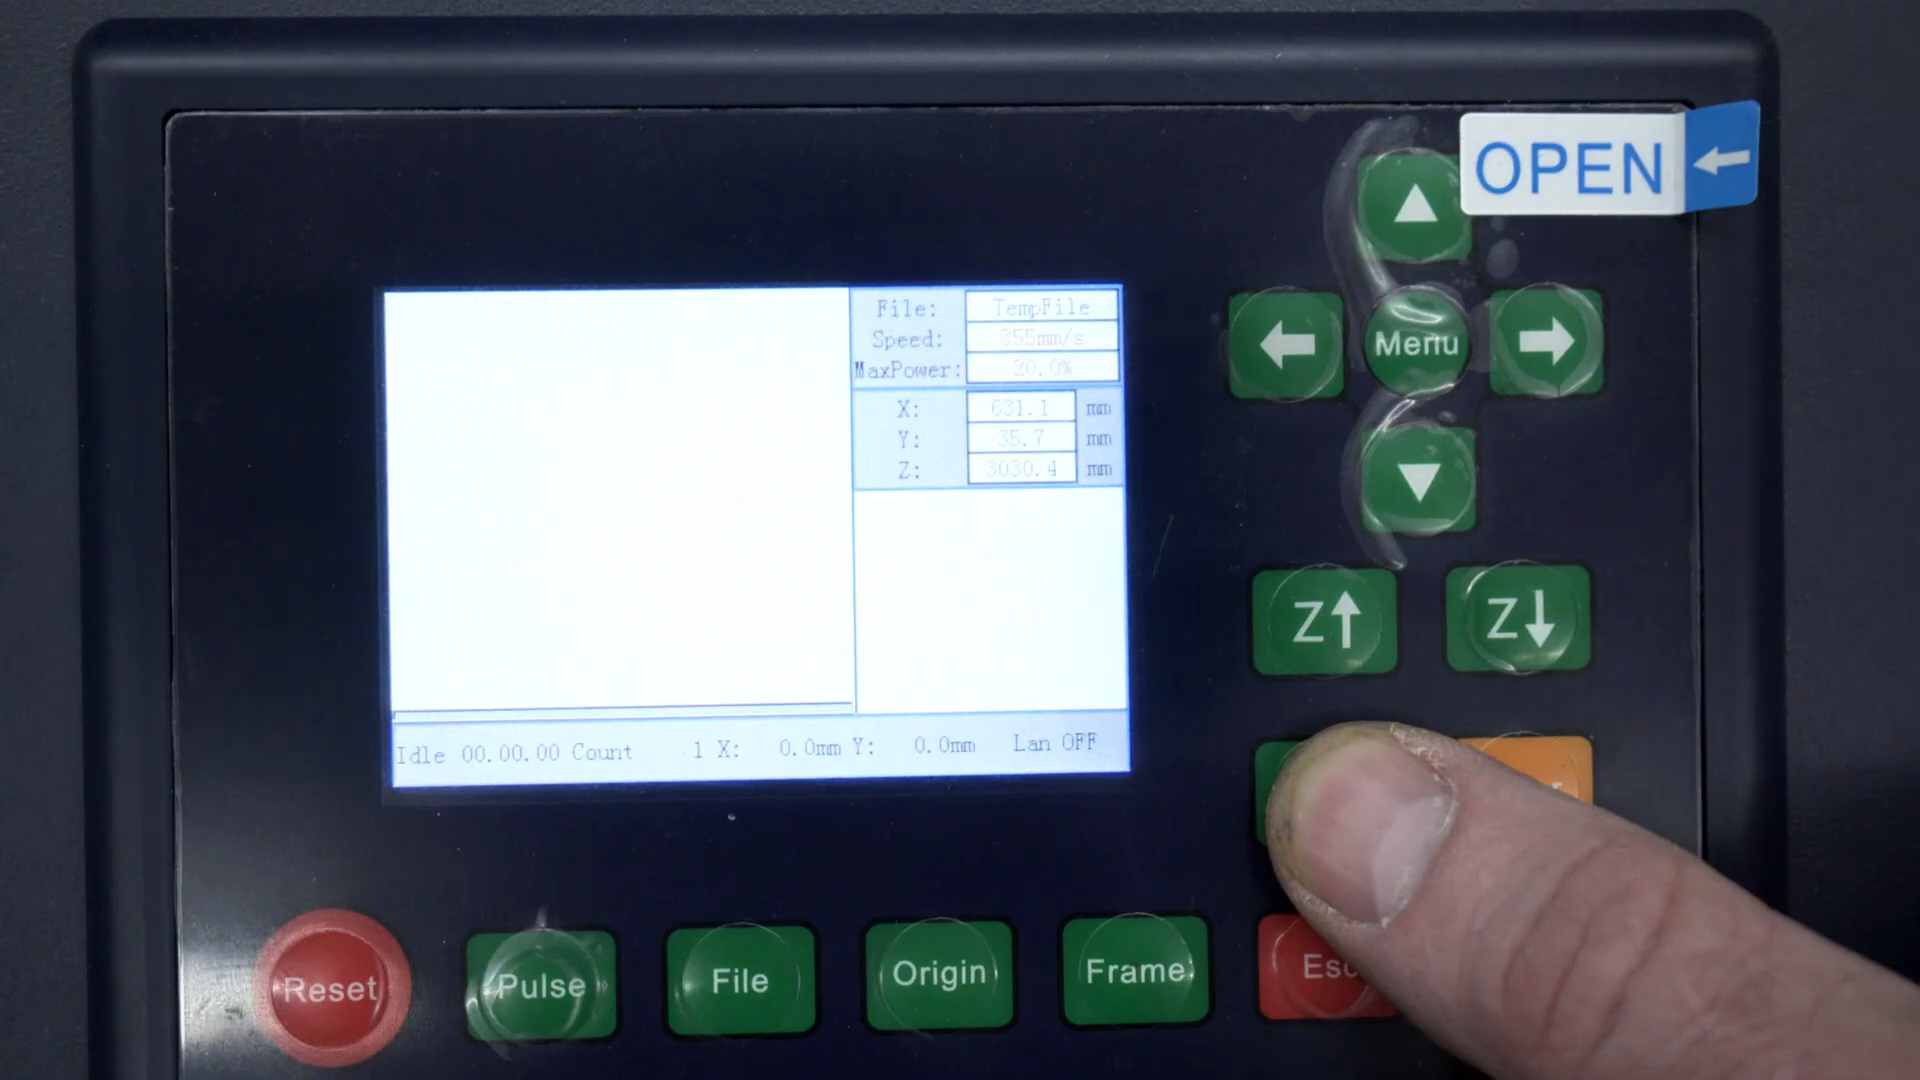 OPEN
File: TempFile
Speed: 355mm/s
MaxPower: 20.0%
X: 631.1 mm
Y: 35.7 mm
Z: 3030.4 mm
Idle 00.00.00 Count 1 X: 0.0mm Y: 0.0mm Lan OFF
Menu
Z
Z
Reset
Pulse
File
Origin
Frame
Esc